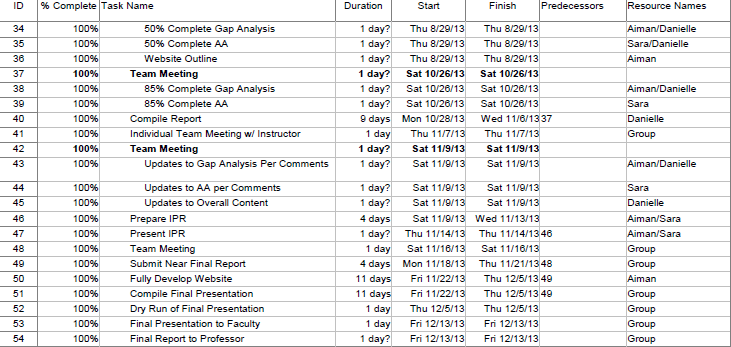 ID % Complete Task Name Duration Start Finish Predecessors Resource Names
34 100% 50% Complete Gap Analysis 1 day? Thu 8/29/13 Thu 8/29/13 Aiman/Danielle
35 100% 50% Complete AA 1 day? Thu 8/29/13 Thu 8/29/13 Sara/Danielle
36 100% Website Outline 1 day? Thu 8/29/13 Thu 8/29/13 Aiman
37 100% Team Meeting 1 day? Sat 10/26/13 Sat 10/26/13
38 100% 85% Complete Gap Analysis 1 day? Sat 10/26/13 Sat 10/26/13 Aiman/Danielle
39 100% 85% Complete AA 1 day? Sat 10/26/13 Sat 10/26/13 Sara
40 100% Compile Report 9 days Mon 10/28/13 Wed 11/6/13 37 Danielle
41 100% Individual Team Meeting w/ Instructor 1 day Thu 11/7/13 Thu 11/7/13 Group
42 100% Team Meeting 1 day? Sat 11/9/13 Sat 11/9/13
43 100% Updates to Gap Analysis Per Comments 1 day? Sat 11/9/13 Sat 11/9/13 Aiman/Danielle
44 100% Updates to AA per Comments 1 day? Sat 11/9/13 Sat 11/9/13 Sara
45 100% Updates to Overall Content 1 day? Sat 11/9/13 Sat 11/9/13 Danielle
46 100% Prepare IPR 4 days Sat 11/9/13 Wed 11/13/13 Aiman/Sara
47 100% Present IPR 1 day? Thu 11/14/13 Thu 11/14/13 46 Aiman/Sara
48 100% Team Meeting 1 day Sat 11/16/13 Sat 11/16/13 Group
49 100% Submit Near Final Report 4 days Mon 11/18/13 Thu 11/21/13 48 Group
50 100% Fully Develop Website 11 days Fri 11/22/13 Thu 12/5/13 49 Aiman
51 100% Compile Final Presentation 11 days Fri 11/22/13 Thu 12/5/13 49 Group
52 100% Dry Run of Final Presentation 1 day Thu 12/5/13 Thu 12/5/13 Group
53 100% Final Presentation to Faculty 1 day Fri 12/13/13 Fri 12/13/13 Group
54 100% Final Report to Professor 1 day? Fri 12/13/13 Fri 12/13/13 Group